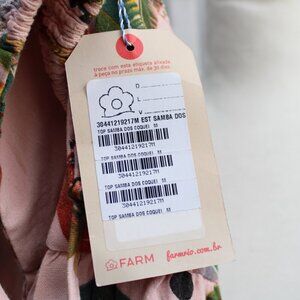 troca com esta etiqueta afixada
à peça no prazo máx. de 30 dias.
D
L
V
30441219217M EST SAMBA DOS
TOP SAMBA DOS COQUEI M
30441219217M
TOP SAMBA DOS COQUEI M
30441219217M
TOP SAMBA DOS COQUEI M
30441219217M
TOP SAMBA DOS COQUEI M
FARM
farmrio.com.br